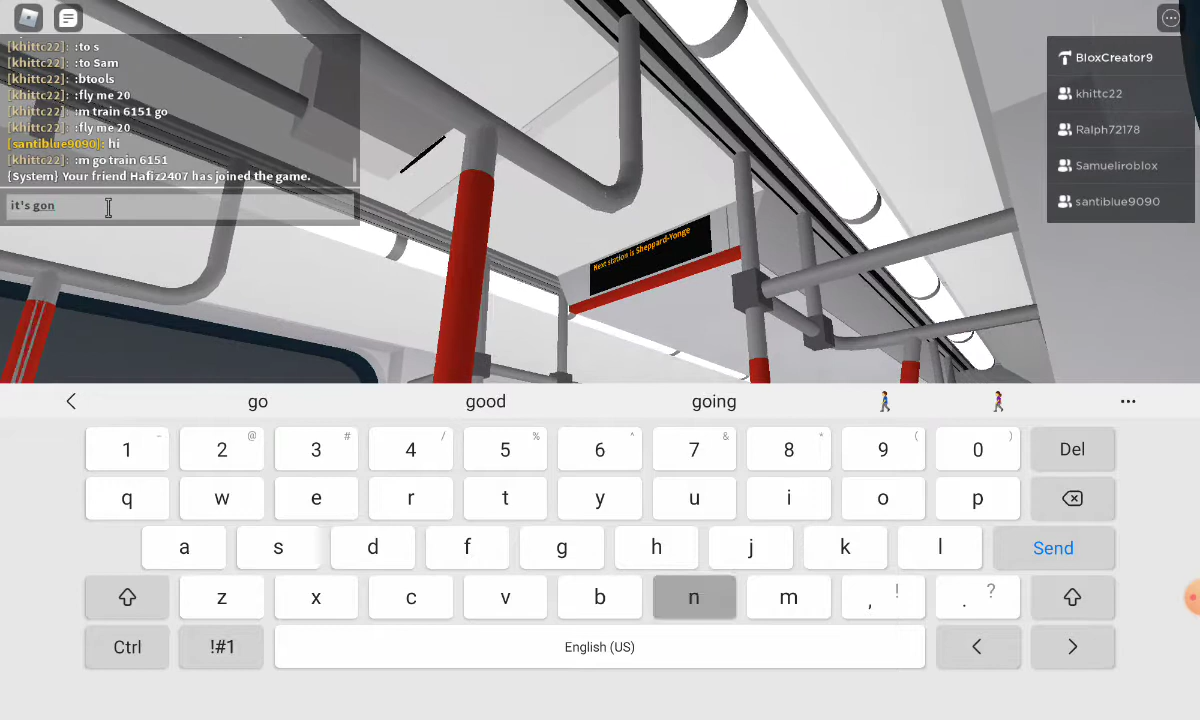 [khittc22]: :to s
[khittc22]: :to Sam
[khittc22]: :btools
[khittc22]: :fly me 20
[khittc22]: :m train 6151 go
[khittc22]: :fly me 20
[santiblue9090]: hi
[khittc22]: :m go train 6151
{System} Your friend Hafiz2407 has joined the game.
it's gon
BloxCreator9
khittc22
Ralph72178
Samueliroblox
santiblue9090
Next station is Sheppard-Yonge
go good going
- @ # / % ^ & * ( )
1 2 3 4 5 6 7 8 9 0 Del
q w e r t y u i o p
a s d f g h j k l Send
z x c v b n m , ! . ?
Ctrl !#1 English (US) < >